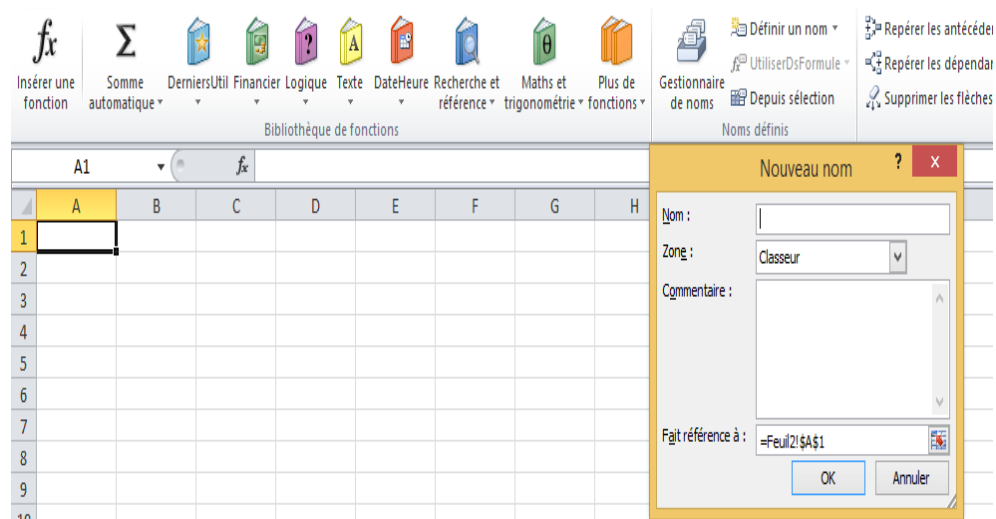 fx Σ ? A θ
Insérer une fonction
Somme automatique
DerniersUtil
Financier
Logique
Texte
DateHeure
Recherche et référence
Maths et trigonométrie
Plus de fonctions
Bibliothèque de fonctions
Gestionnaire de noms
Définir un nom
UtiliserDsFormule
Depuis sélection
Noms définis
Repérer les antécéden
Repérer les dépendan
Supprimer les flèches
A1 fx
A B C D E F G H
1
2
3
4
5
6
7
8
9
10
Nouveau nom ? x
Nom :
Zone : Classeur
Commentaire :
Fait référence à : =Feuil2!$A$1
OK Annuler